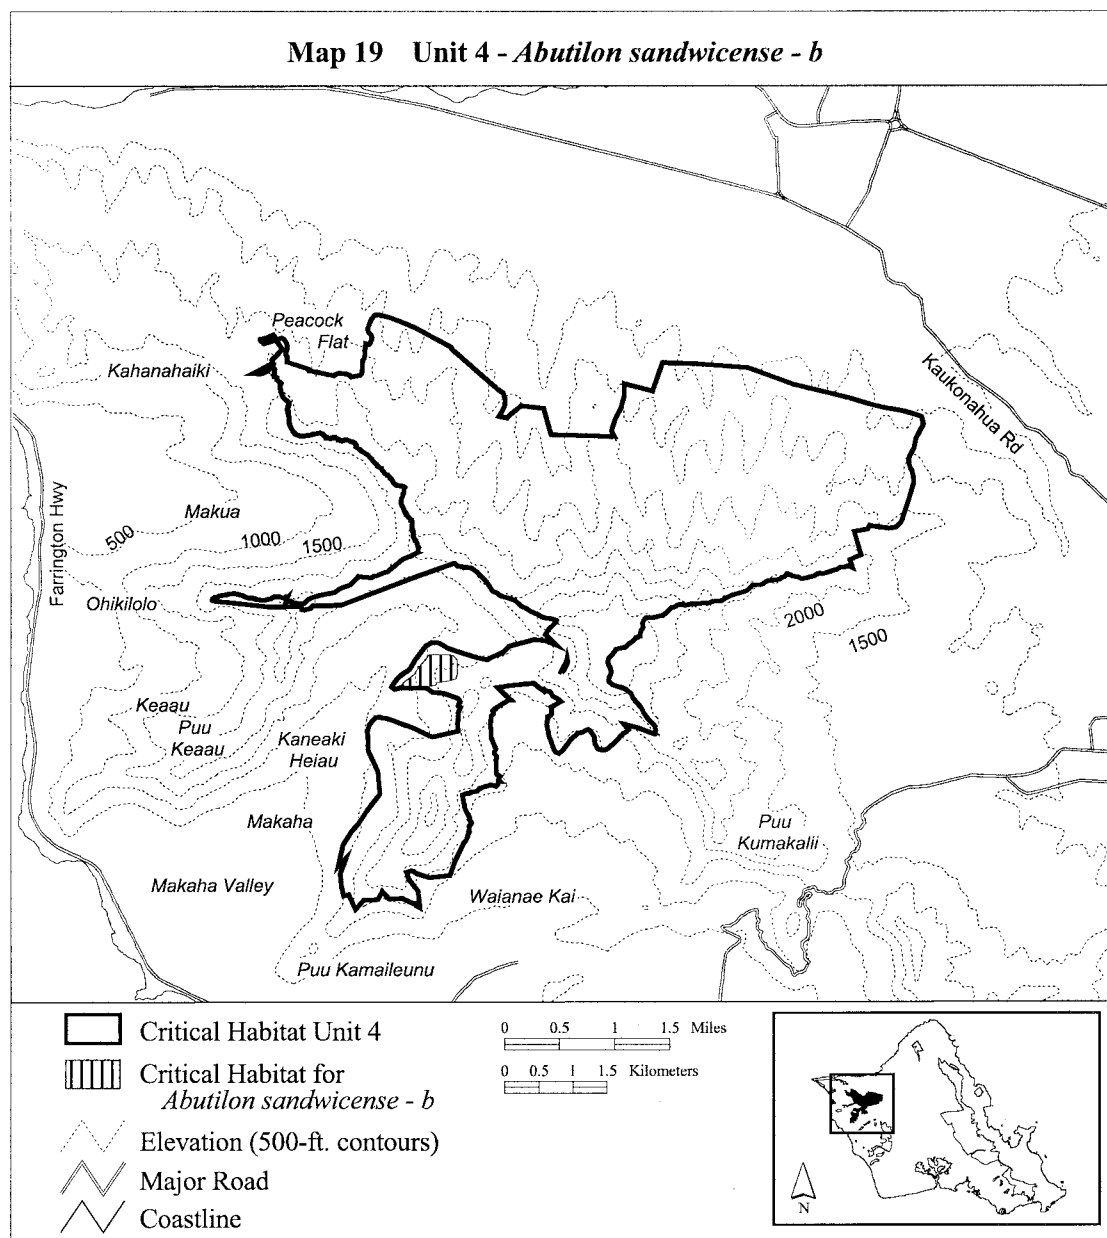 Map 19 Unit 4 - Abutilon sandwicense - b
Peacock
Flat
Kahanahaiki
Kaukonahua Rd
Farrington Hwy
Makua
500
1000
1500
Ohikilolo
2000
1500
Keaau
Puu
Keaau
Kaneaki
Heiau
Makaha
Puu
Kumakalii
Makaha Valley
Waianae Kai
Puu Kamaileunu
Critical Habitat Unit 4
Critical Habitat for
Abutilon sandwicense - b
Elevation (500-ft. contours)
Major Road
Coastline
0 0.5 1 1.5 Miles
0 0.5 1 1.5 Kilometers
N